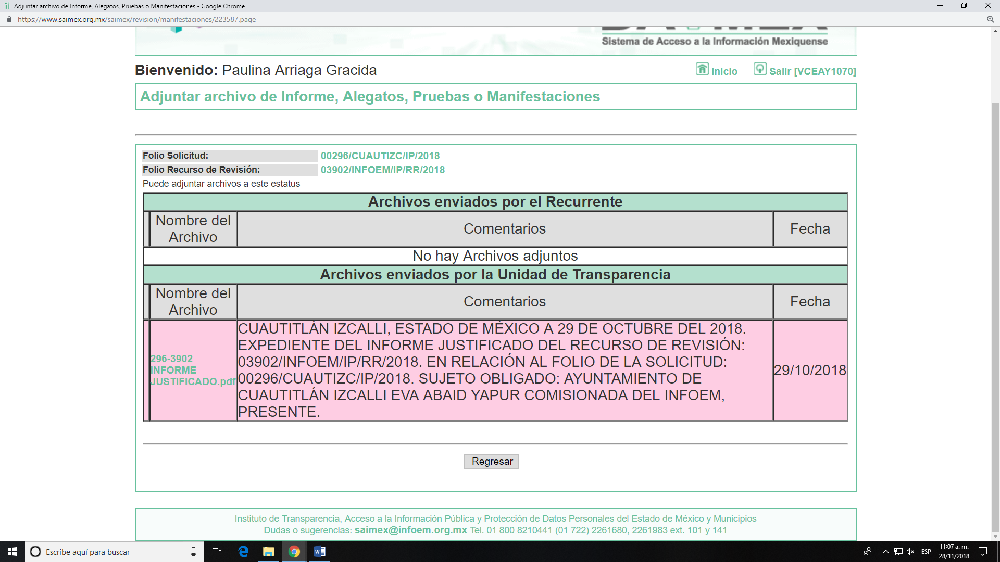 Adjuntar archivo de Informe, Alegatos, Pruebas o Manifestaciones - Google Chrome
https://www.saimex.org.mx/saimex/revision/manifestaciones/223587.page
Sistema de Acceso a la Información Mexiquense
Bienvenido: Paulina Arriaga Gracida
Inicio
Salir [VCEAY1070]
Adjuntar archivo de Informe, Alegatos, Pruebas o Manifestaciones
Folio Solicitud: 00296/CUAUTIZC/IP/2018
Folio Recurso de Revisión: 03902/INFOEM/IP/RR/2018
Puede adjuntar archivos a este estatus
Archivos enviados por el Recurrente
Nombre del
Archivo
Comentarios
Fecha
No hay Archivos adjuntos
Archivos enviados por la Unidad de Transparencia
Nombre del
Archivo
Comentarios
Fecha
296-3902
INFORME
JUSTIFICADO.pdf
CUAUTITLÁN IZCALLI, ESTADO DE MÉXICO A 29 DE OCTUBRE DEL 2018.
EXPEDIENTE DEL INFORME JUSTIFICADO DEL RECURSO DE REVISIÓN:
03902/INFOEM/IP/RR/2018. EN RELACIÓN AL FOLIO DE LA SOLICITUD:
00296/CUAUTIZC/IP/2018. SUJETO OBLIGADO: AYUNTAMIENTO DE
CUAUTITLÁN IZCALLI EVA ABAID YAPUR COMISIONADA DEL INFOEM,
PRESENTE.
29/10/2018
Regresar
Instituto de Transparencia, Acceso a la Información Pública y Protección de Datos Personales del Estado de México y Municipios
Dudas o sugerencias: saimex@infoem.org.mx Tel. 01 800 8210441 (01 722) 2261680, 2261983 ext. 101 y 141
Escribe aquí para buscar
ESP
11:07 a. m.
28/11/2018